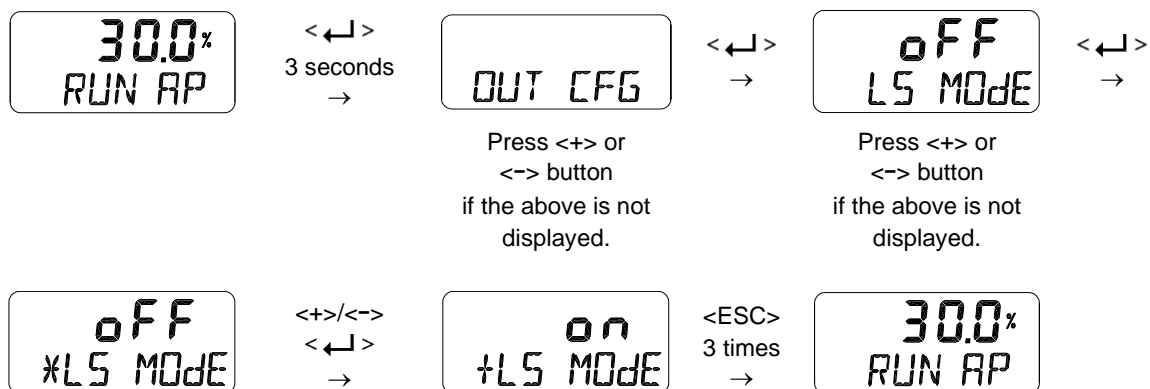 30.0%
RUN AP
< ↵ >
3 seconds
→
OUT CFG
Press <+> or
<-> button
if the above is not
displayed.
< ↵ >
→
oFF
LS MOdE
Press <+> or
<-> button
if the above is not
displayed.
< ↵ >
→
oFF
*LS MOdE
<+>/<->
< ↵ >
→
on
+LS MOdE
<ESC>
3 times
→
30.0%
RUN AP